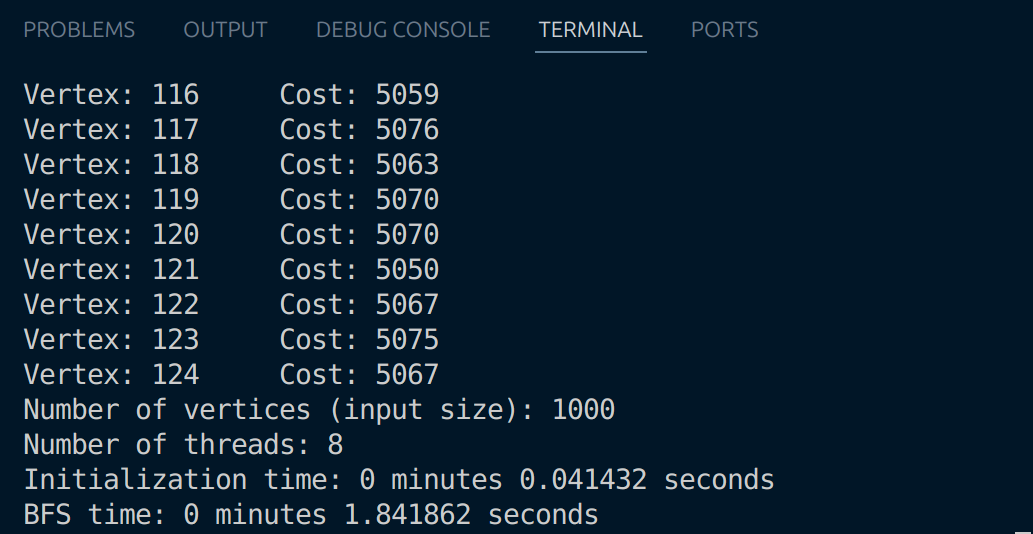 PROBLEMS OUTPUT DEBUG CONSOLE TERMINAL PORTS
Vertex: 116 Cost: 5059
Vertex: 117 Cost: 5076
Vertex: 118 Cost: 5063
Vertex: 119 Cost: 5070
Vertex: 120 Cost: 5070
Vertex: 121 Cost: 5050
Vertex: 122 Cost: 5067
Vertex: 123 Cost: 5075
Vertex: 124 Cost: 5067
Number of vertices (input size): 1000
Number of threads: 8
Initialization time: 0 minutes 0.041432 seconds
BFS time: 0 minutes 1.841862 seconds